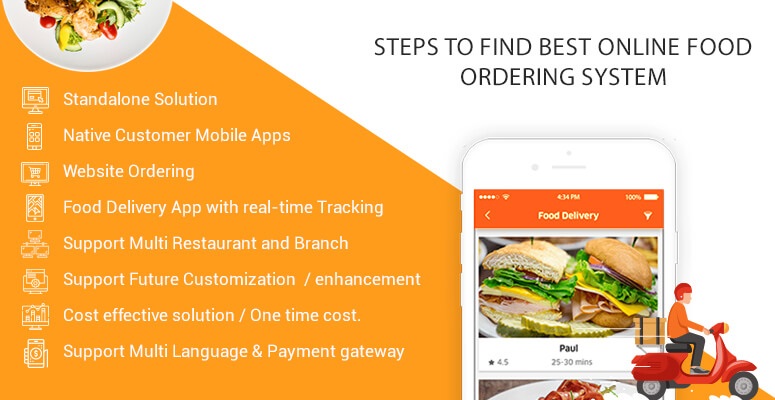 STEPS TO FIND BEST ONLINE FOOD
ORDERING SYSTEM
Standalone Solution
Native Customer Mobile Apps
Website Ordering
Food Delivery App with real-time Tracking
Support Multi Restaurant and Branch
Support Future Customization / enhancement
Cost effective solution / One time cost.
Support Multi Language & Payment gateway
4:34 PM
100%
Food Delivery
Paul
4.5
25-30 mins